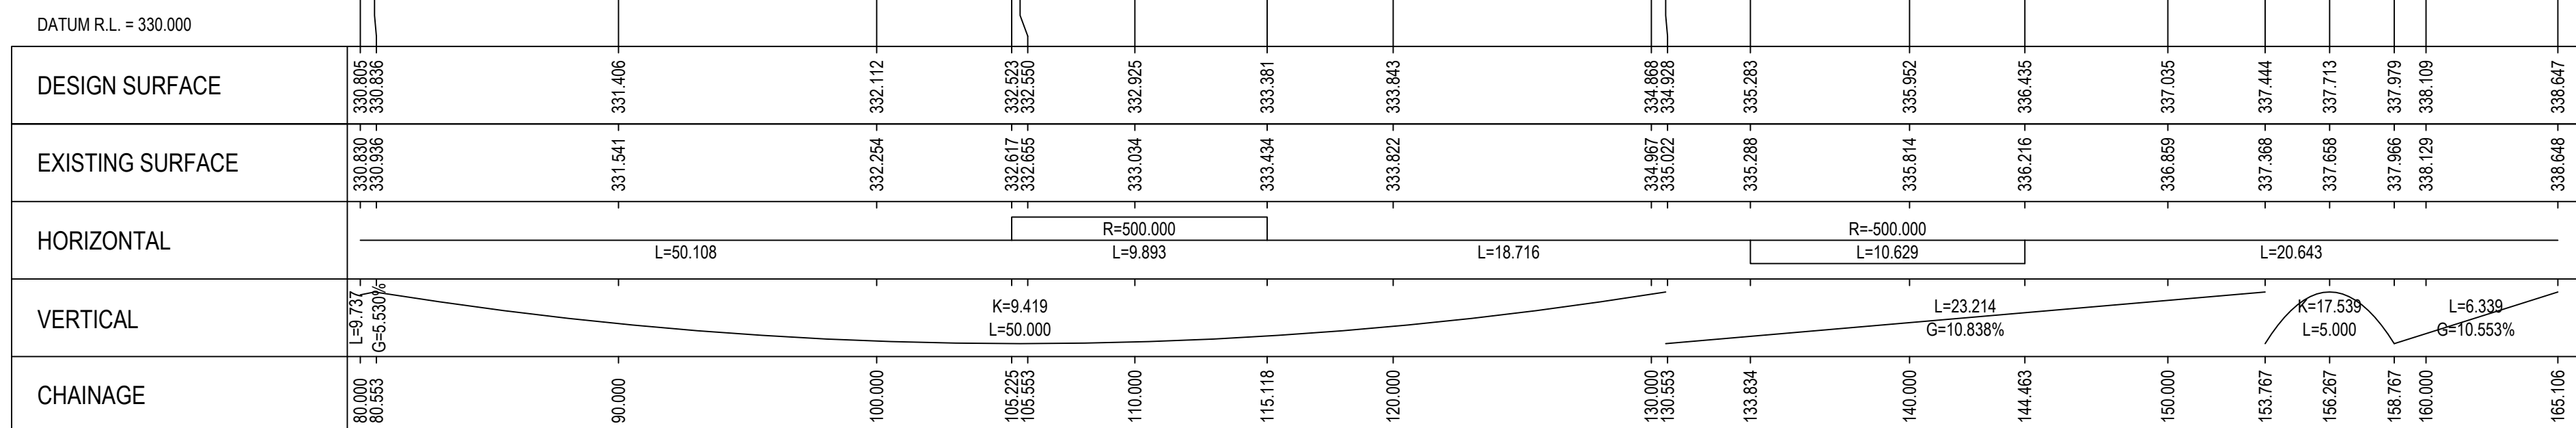 DATUM R.L. = 330.000
DESIGN SURFACE 330.805 330.836 331.406 332.112 332.523 332.550 332.925 333.381 333.843 334.868 334.928 335.283 335.952 336.435 337.035 337.444 337.713 337.979 338.109 338.647
EXISTING SURFACE 330.830 330.936 331.541 332.254 332.617 332.655 333.034 333.434 333.822 334.967 335.022 335.288 335.814 336.216 336.859 337.368 337.658 337.966 338.129 338.648
HORIZONTAL
R=500.000 R=-500.000
L=50.108 L=9.893 L=18.716 L=10.629 L=20.643
VERTICAL
L=9.737 G=5.530%
K=9.419 L=23.214 K=17.539 L=6.339
L=50.000 G=10.838% L=5.000 G=10.553%
CHAINAGE 80.000 80.553 90.000 100.000 105.225 105.553 110.000 115.118 120.000 130.000 130.553 133.834 140.000 144.463 150.000 153.767 156.267 158.767 160.000 165.106